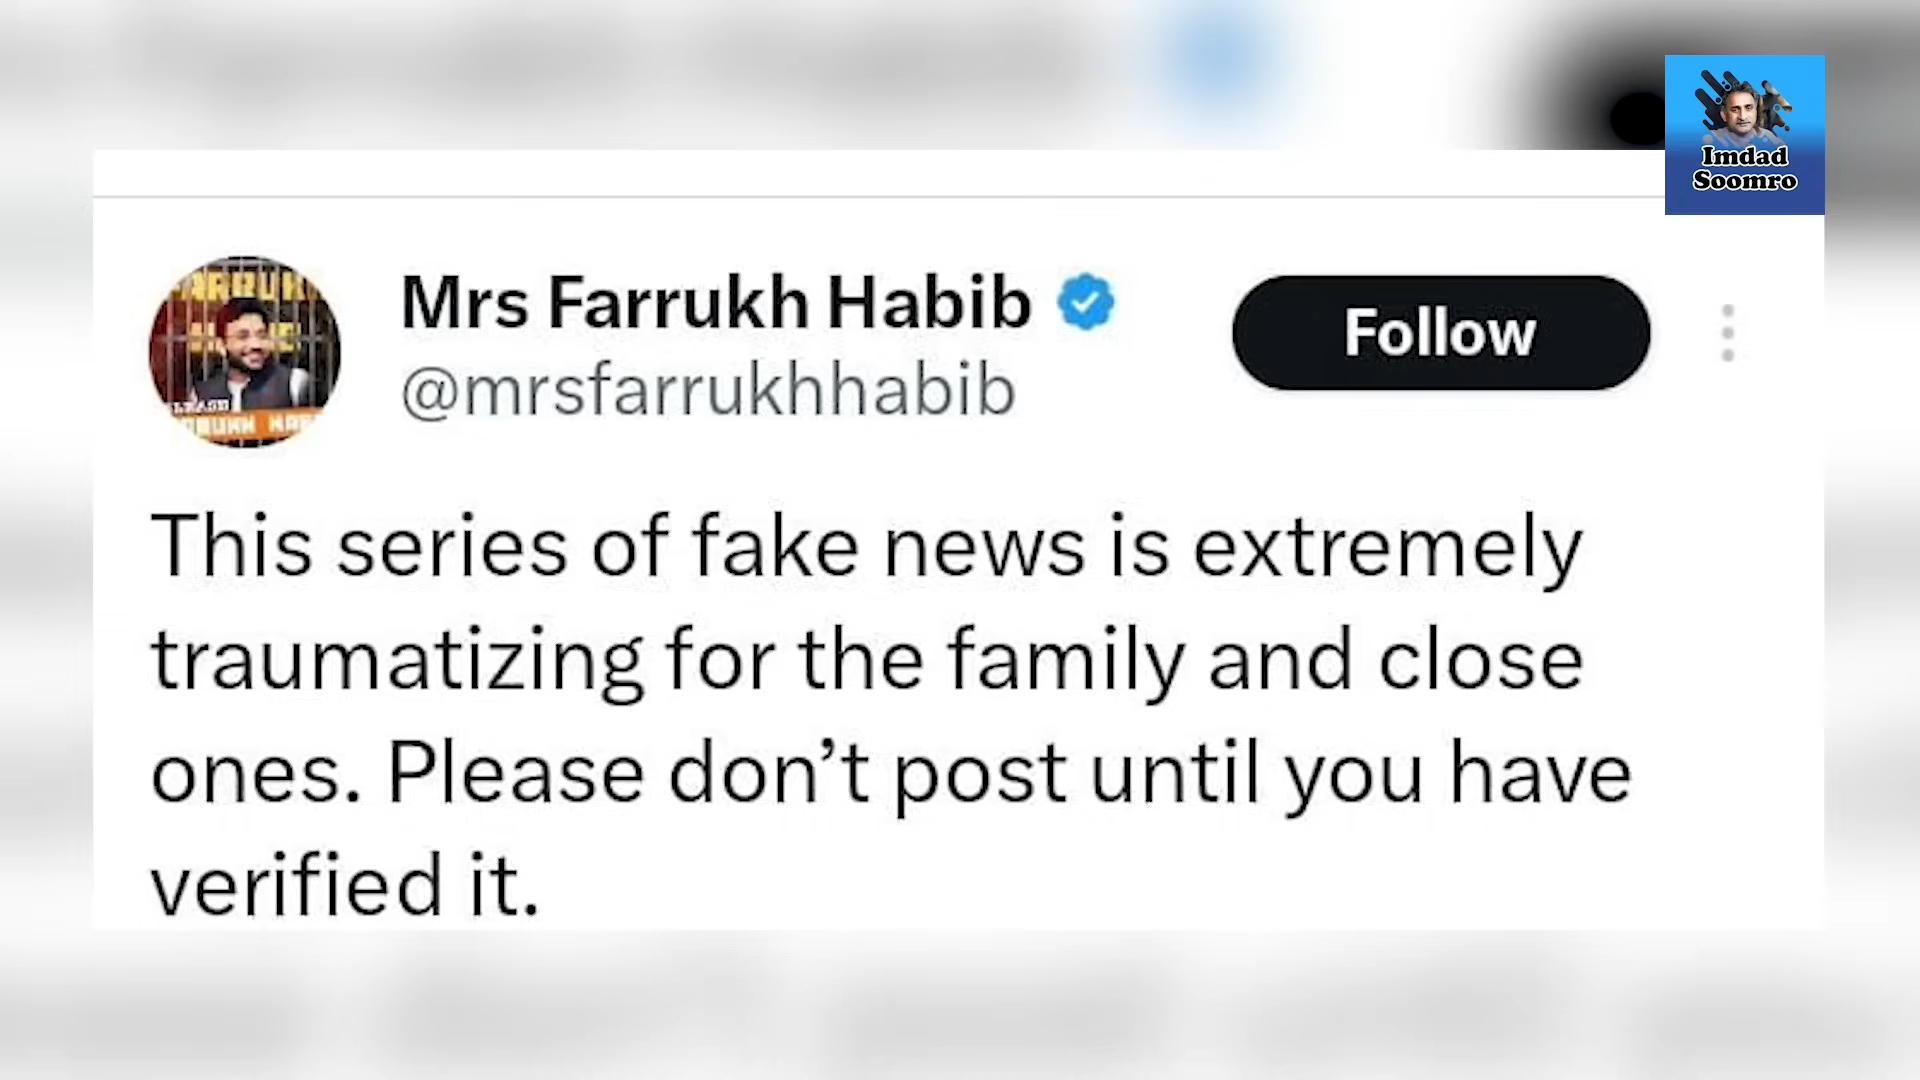 Imdad
Soomro
Mrs Farrukh Habib
@mrsfarrukhhabib
Follow
This series of fake news is extremely
traumatizing for the family and close
ones. Please don’t post until you have
verified it.